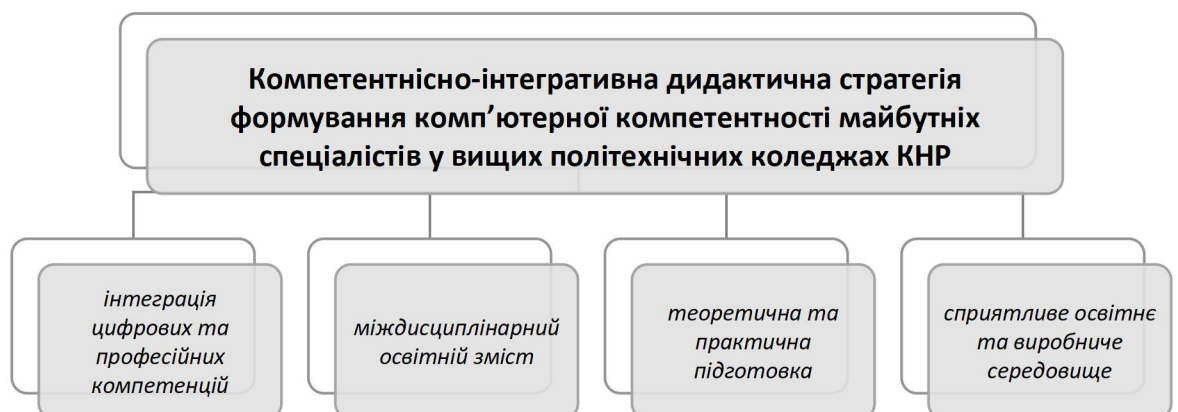 Компетентнісно-інтегративна дидактична стратегія
формування комп’ютерної компетентності майбутніх
спеціалістів у вищих політехнічних коледжах КНР
інтеграція
цифрових та
професійних
компетенцій
міждисциплінарний
освітній зміст
теоретична та
практична
підготовка
сприятливе освітнє
та виробниче
середовище